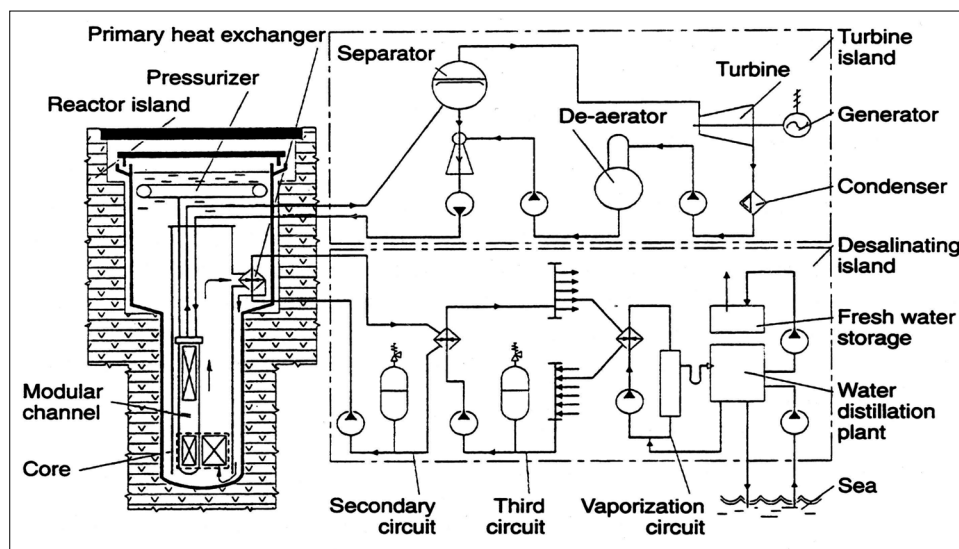 Primary heat exchanger
Pressurizer
Reactor island
Separator
Turbine
island
Turbine
De-aerator
Generator
Condenser
Desalinating
island
Fresh water
storage
Modular
channel
Water
distillation
plant
Core
Secondary
circuit
Third
circuit
Vaporization
circuit
Sea